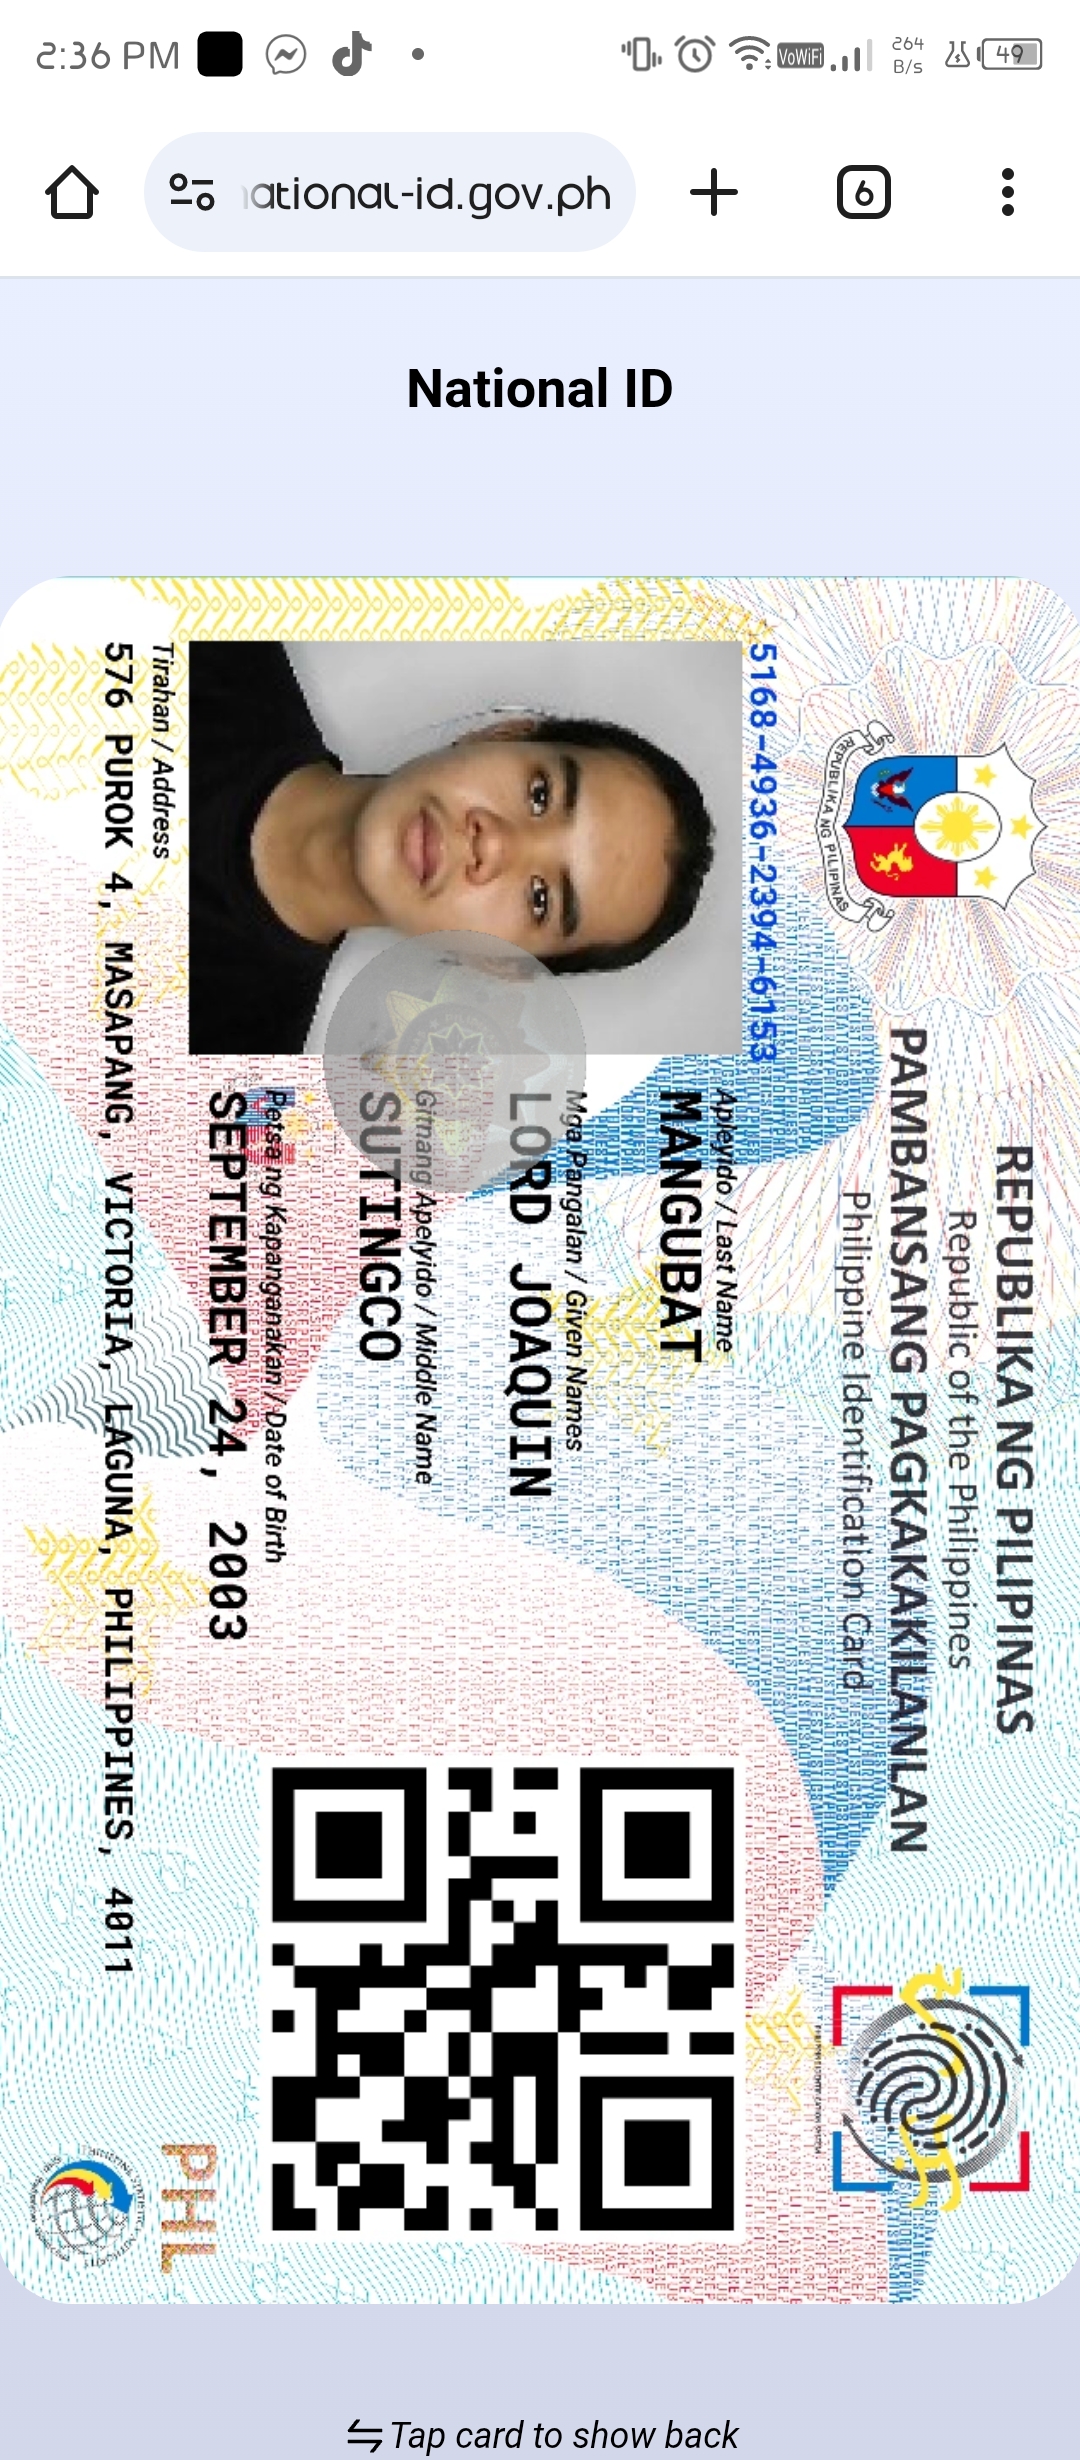 2:36 PM
VoWiFi
264
B/s
49
national-id.gov.ph
6
National ID
REPUBLIKA NG PILIPINAS
Republic of the Philippines
PAMBANSANG PAGKAKAKILANLAN
Philippine Identification Card
REPUBLIKA NG PILIPINAS
5168-4936-2394-6153
Apleyido / Last Name
MANGUBAT
Mga Pangalan / Given Names
LORD JOAQUIN
Gitnang Apelyido / Middle Name
SUTINGCO
Petsa ng Kapanganakan / Date of Birth
SEPTEMBER 24, 2003
Tirahan / Address
576 PUROK 4, MASAPANG, VICTORIA, LAGUNA, PHILIPPINES, 4011
PHL
Tap card to show back